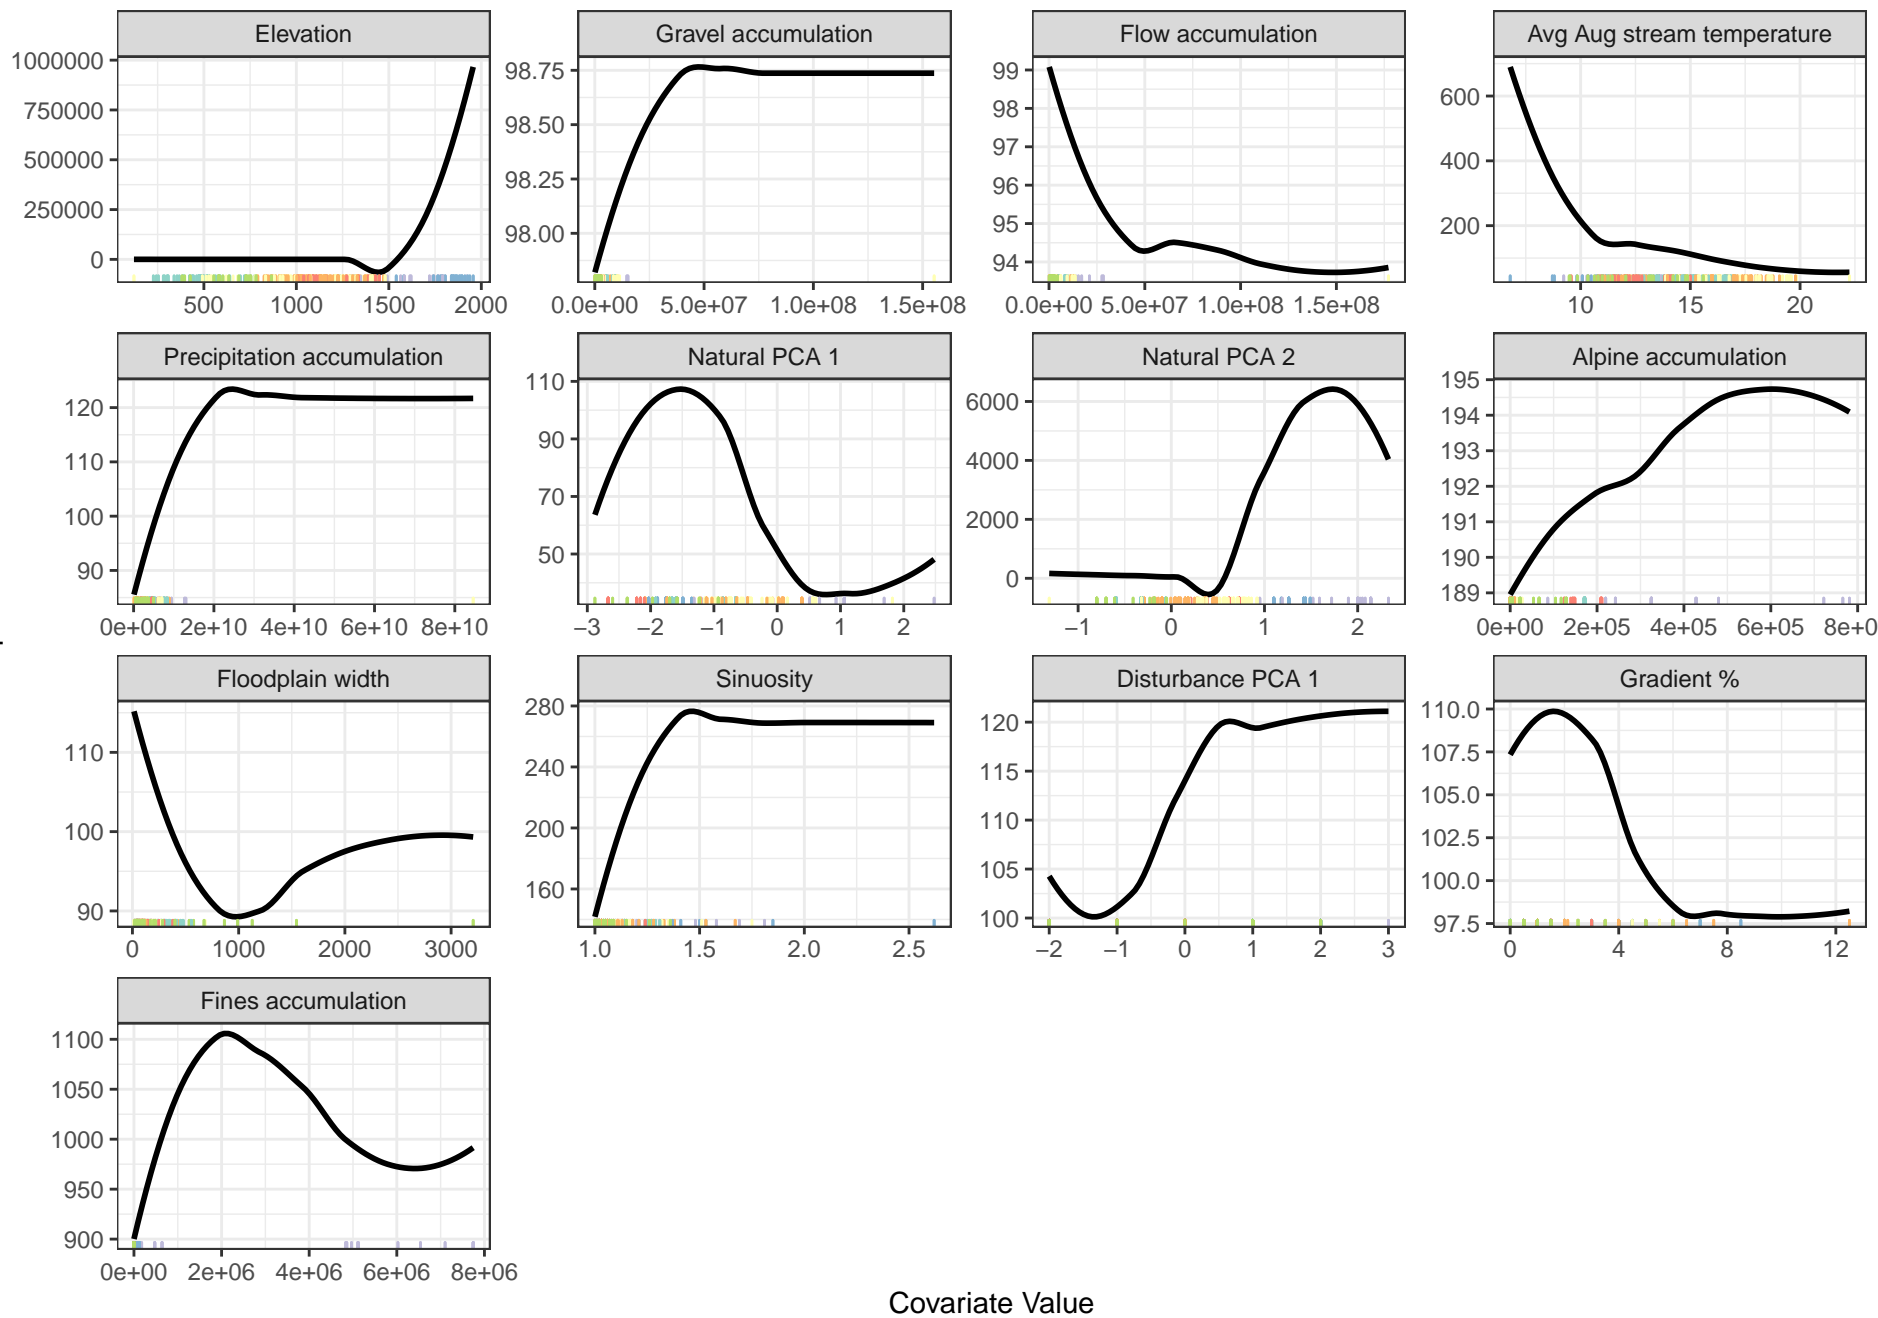 Elevation
Gravel accumulation
Flow accumulation
Avg Aug stream temperature
1000000
750000
500000
250000
0
500 1000 1500 2000
98.75
98.50
98.25
98.00
0.0e+00 5.0e+07 1.0e+08 1.5e+08
99
98
97
96
95
94
0.0e+00 5.0e+07 1.0e+08 1.5e+08
600
400
200
10 15 20
Precipitation accumulation
Natural PCA 1
Natural PCA 2
Alpine accumulation
120
110
100
90
0e+00 2e+10 4e+10 6e+10 8e+10
110
90
70
50
−3 −2 −1 0 1 2
6000
4000
2000
0
−1 0 1 2
195
194
193
192
191
190
189
0e+00 2e+05 4e+05 6e+05 8e+0
Floodplain width
Sinuosity
Disturbance PCA 1
Gradient %
110
100
90
0 1000 2000 3000
280
240
200
160
1.0 1.5 2.0 2.5
120
115
110
105
100
−2 −1 0 1 2 3
110.0
107.5
105.0
102.5
100.0
97.5
0 4 8 12
Fines accumulation
1100
1050
1000
950
900
0e+00 2e+06 4e+06 6e+06 8e+06
Covariate Value